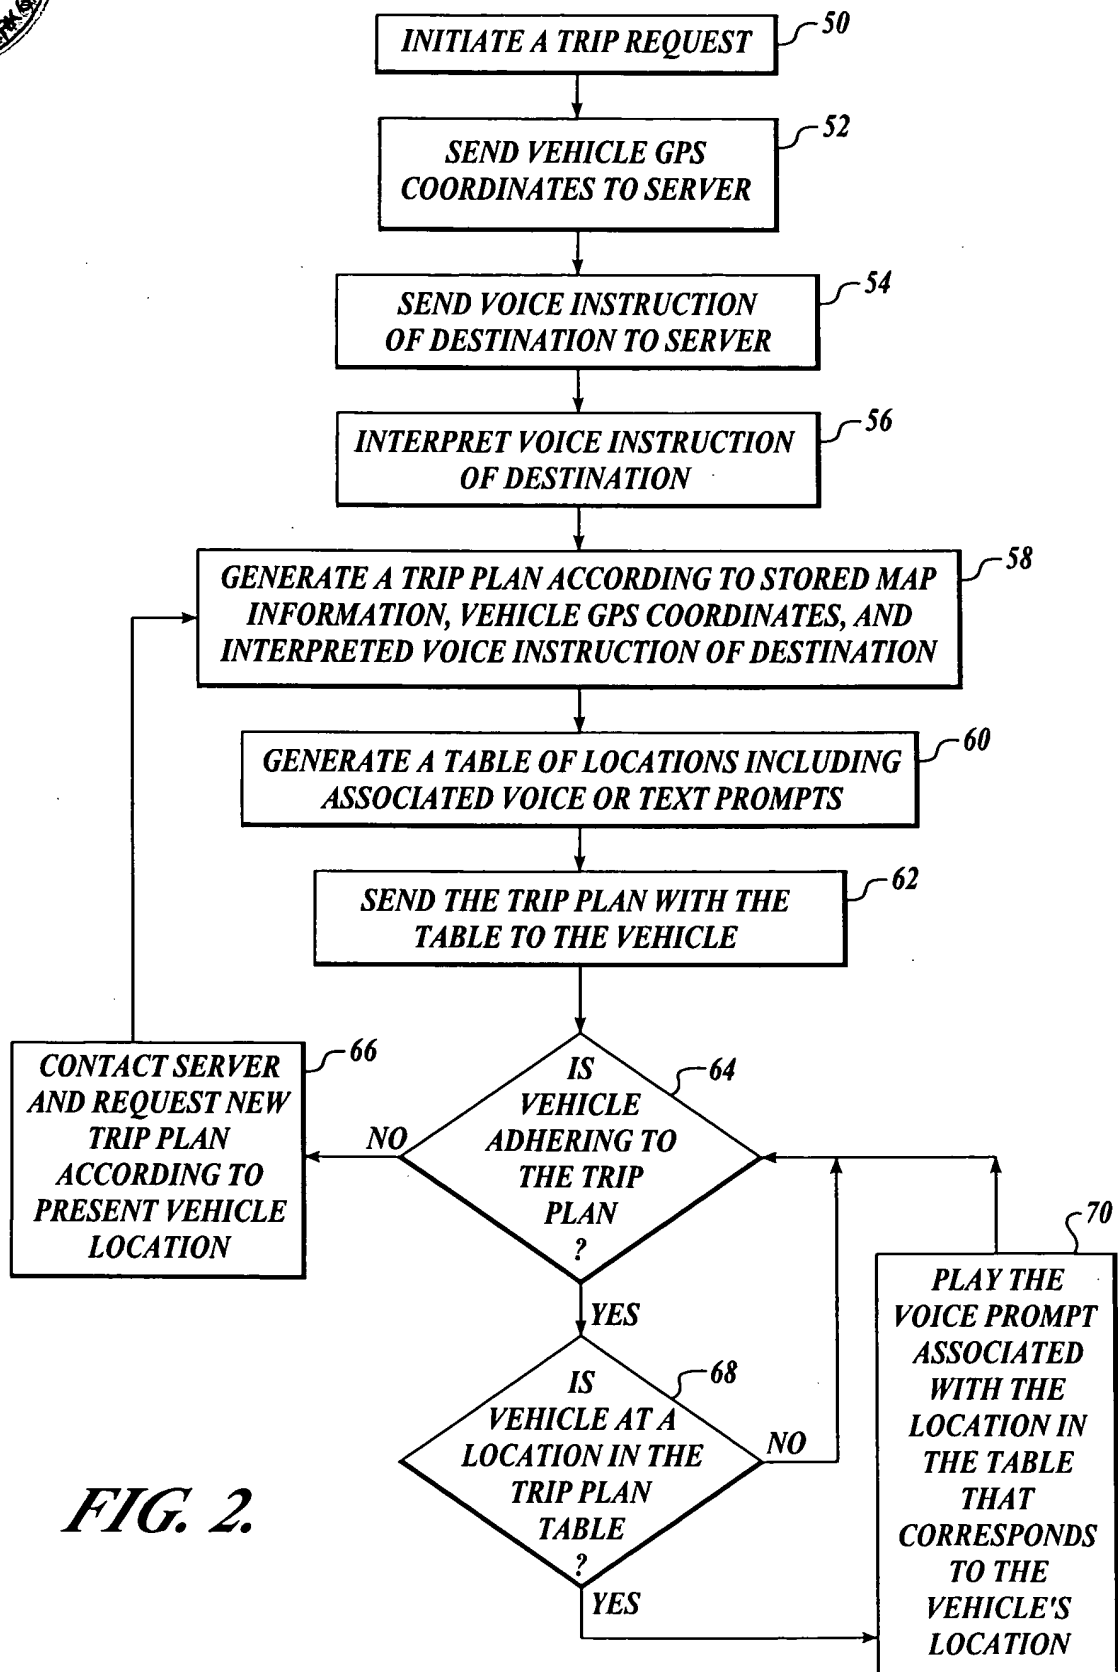 INITIATE A TRIP REQUEST
50
SEND VEHICLE GPS
COORDINATES TO SERVER
52
SEND VOICE INSTRUCTION
OF DESTINATION TO SERVER
54
INTERPRET VOICE INSTRUCTION
OF DESTINATION
56
GENERATE A TRIP PLAN ACCORDING TO STORED MAP
INFORMATION, VEHICLE GPS COORDINATES, AND
INTERPRETED VOICE INSTRUCTION OF DESTINATION
58
GENERATE A TABLE OF LOCATIONS INCLUDING
ASSOCIATED VOICE OR TEXT PROMPTS
60
SEND THE TRIP PLAN WITH THE
TABLE TO THE VEHICLE
62
CONTACT SERVER
AND REQUEST NEW
TRIP PLAN
ACCORDING TO
PRESENT VEHICLE
LOCATION
66
NO
IS
VEHICLE
ADHERING TO
THE TRIP
PLAN
?
64
YES
IS
VEHICLE AT A
LOCATION IN THE
TRIP PLAN
TABLE
?
68
NO
YES
70
PLAY THE
VOICE PROMPT
ASSOCIATED
WITH THE
LOCATION IN
THE TABLE
THAT
CORRESPONDS
TO THE
VEHICLE'S
LOCATION
FIG. 2.